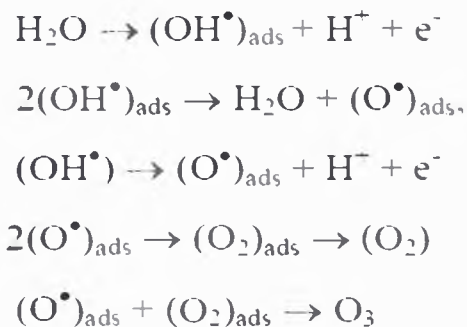 H₂O → (OH•)ads + H⁺ + e⁻
2(OH•)ads → H₂O + (O•)ads,
(OH•) → (O•)ads + H⁺ + e⁻
2(O•)ads → (O₂)ads → (O₂)
(O•)ads + (O₂)ads → O₃